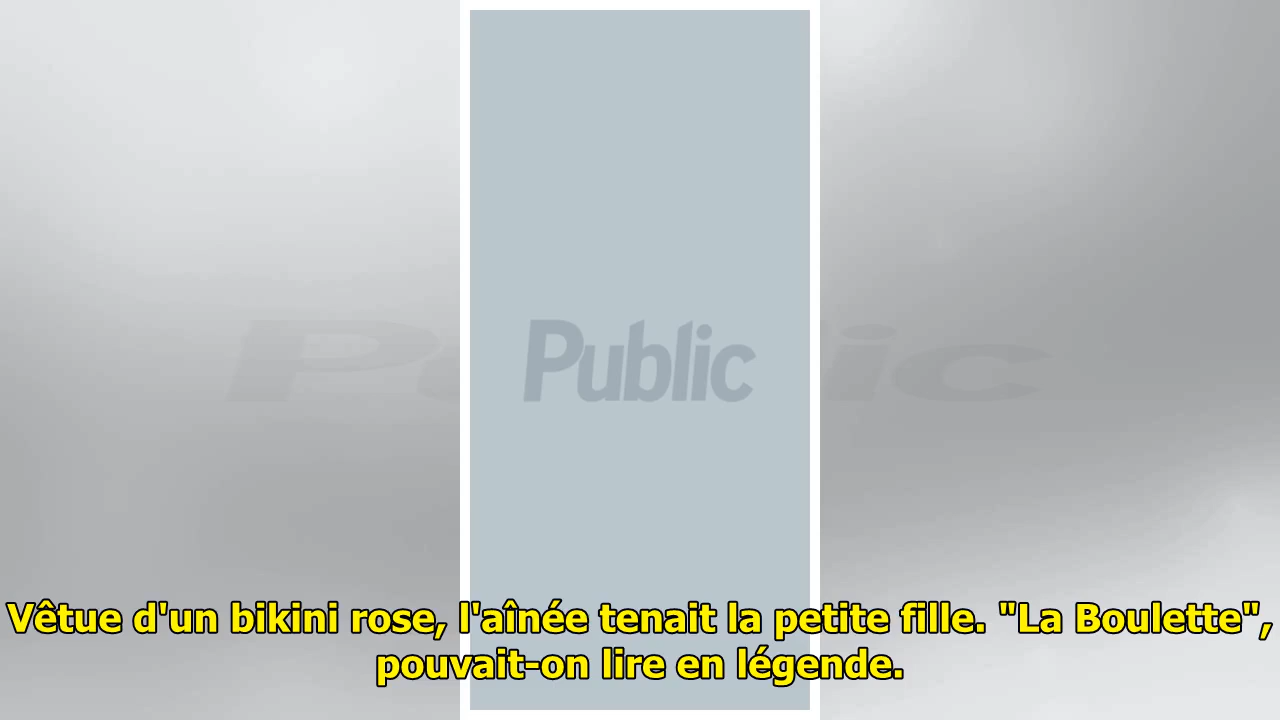 Public
Vêtue d'un bikini rose, l'aînée tenait la petite fille. "La Boulette",
pouvait-on lire en légende.